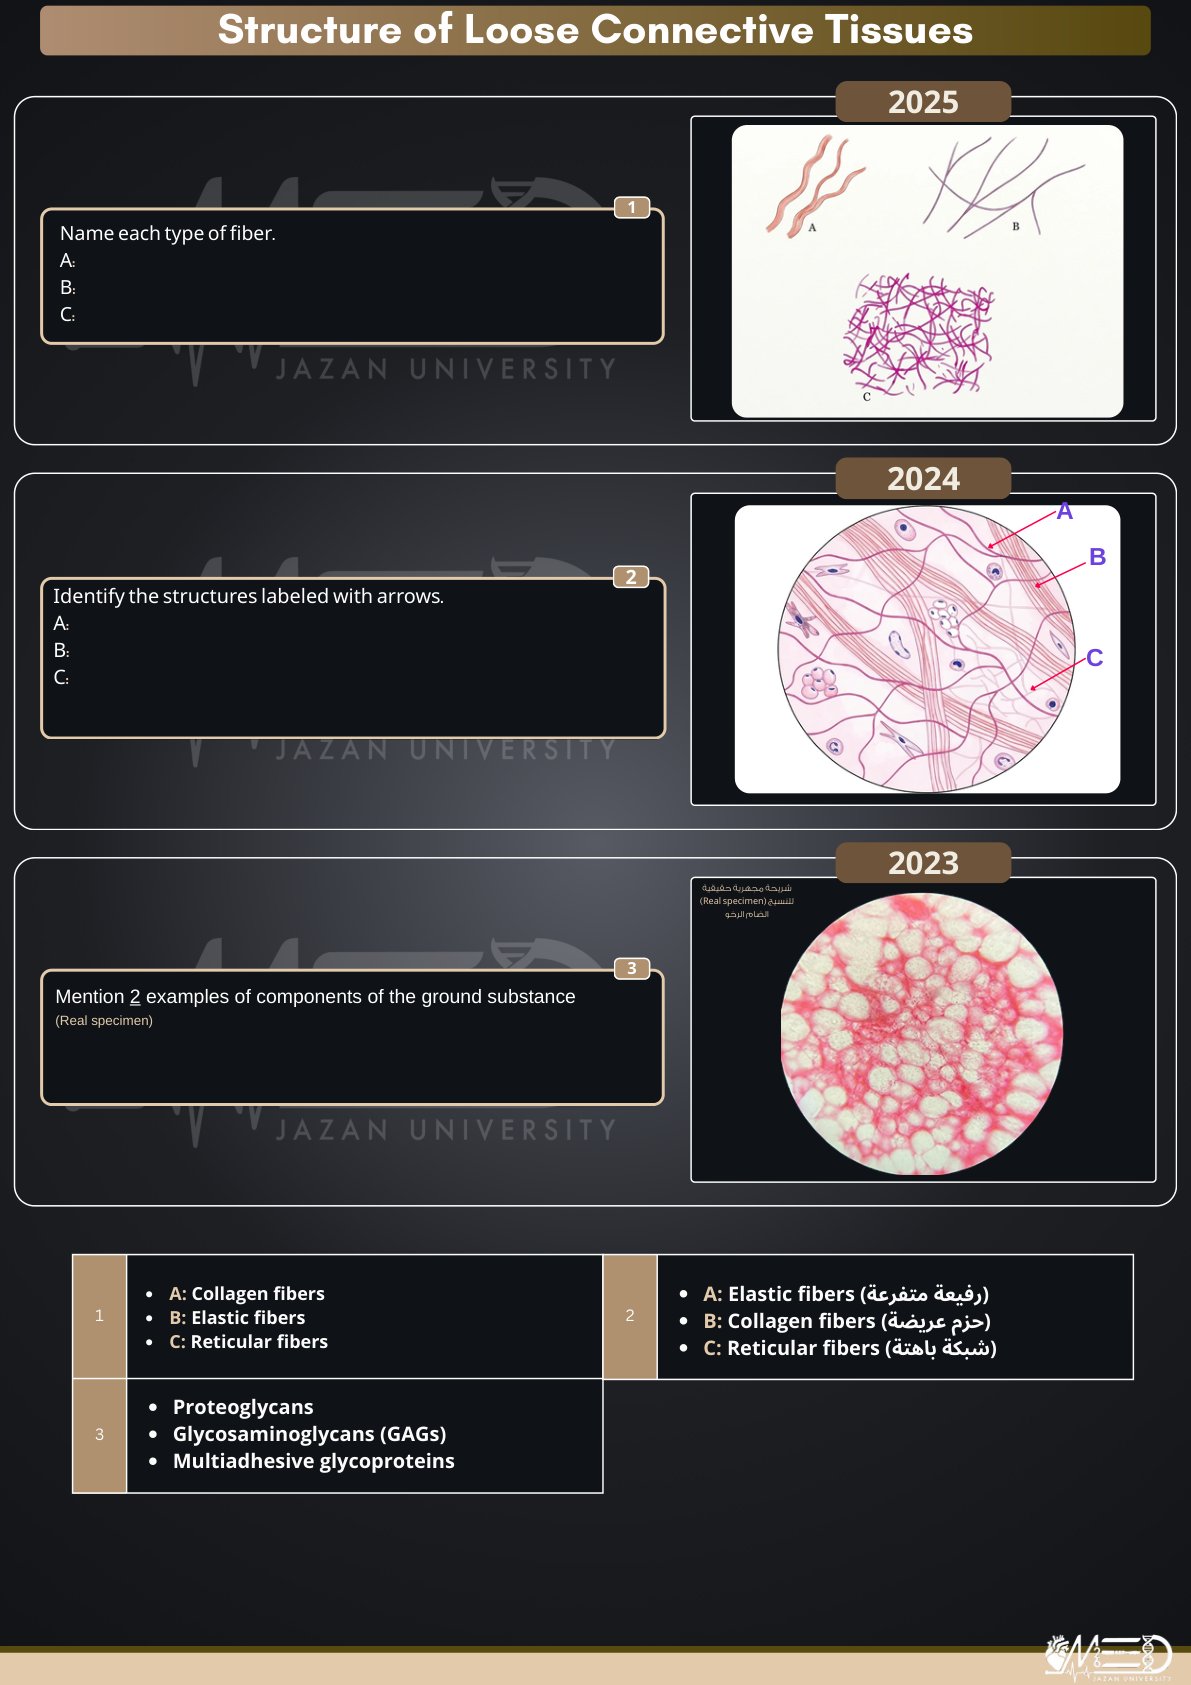 Structure of Loose Connective Tissues
2025
1
Name each type of fiber.
A:
B:
C:
A
B
C
JAZAN UNIVERSITY
2024
2
Identify the structures labeled with arrows.
A:
B:
C:
A
B
C
JAZAN UNIVERSITY
2023
شريحة مجهرية حقيقية
للنسيج (Real specimen)
الضام الرخو
3
Mention 2 examples of components of the ground substance
(Real specimen)
JAZAN UNIVERSITY
1
A: Collagen fibers
B: Elastic fibers
C: Reticular fibers
2
A: Elastic fibers (رفيعة متفرعة)
B: Collagen fibers (حزم عريضة)
C: Reticular fibers (شبكة باهتة)
3
Proteoglycans
Glycosaminoglycans (GAGs)
Multiadhesive glycoproteins
MED
JAZAN UNIVERSITY